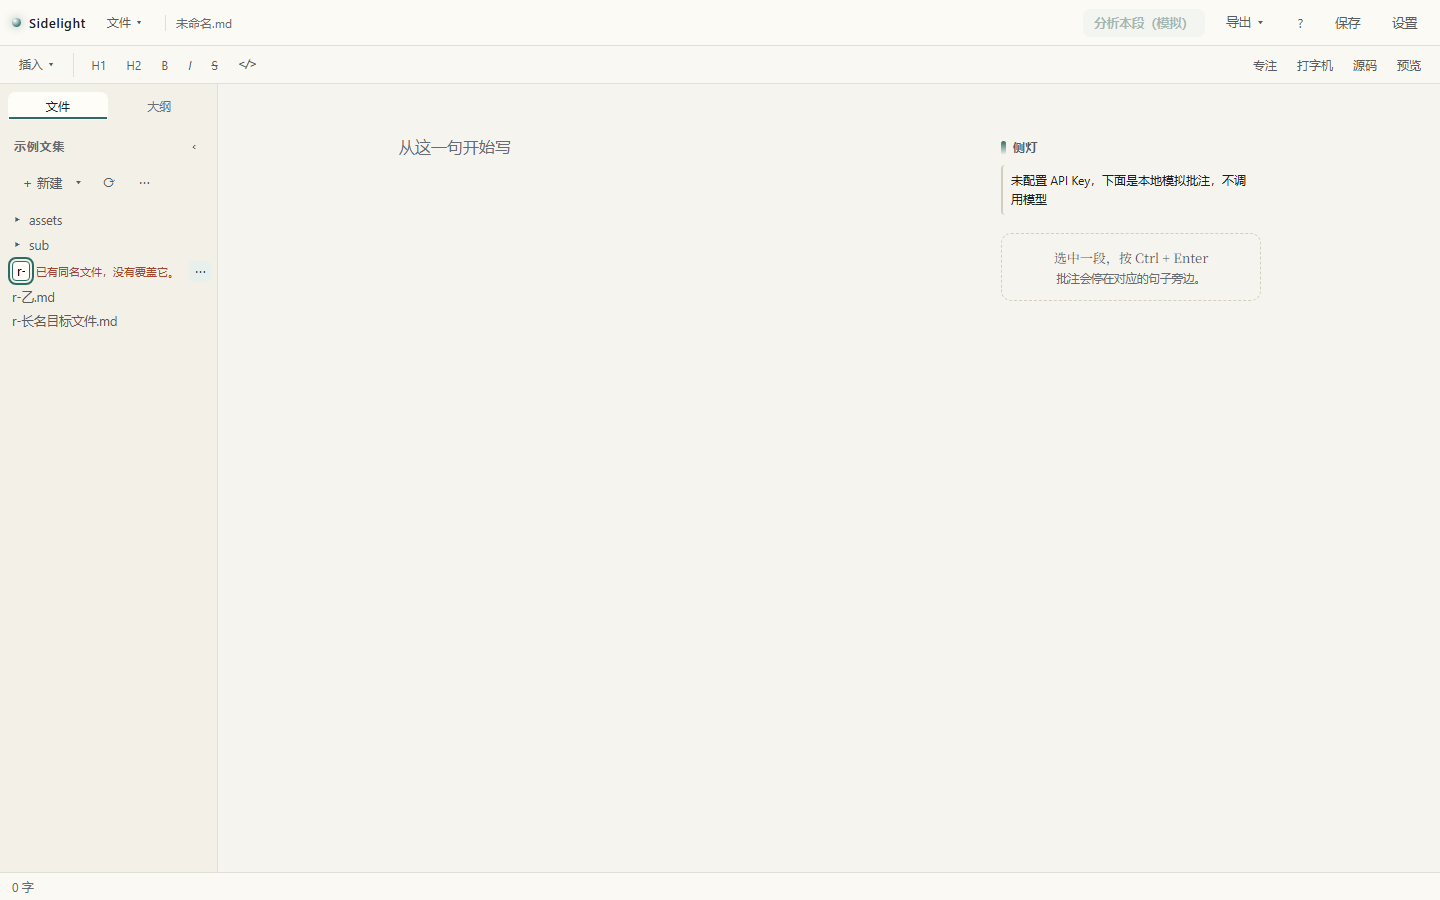 Sidelight 文件 未命名.md 分析本段（模拟） 导出 ? 保存 设置
插入 H1 H2 B I S </> 专注 打字机 源码 预览
文件 大纲
示例文集
+ 新建 ...
assets
sub
r- 已有同名文件，没有覆盖它。 ...
r-乙.md
r-长名目标文件.md
从这一句开始写
侧灯
未配置 API Key，下面是本地模拟批注，不调
用模型
选中一段，按 Ctrl + Enter
批注会停在对应的句子旁边。
0 字